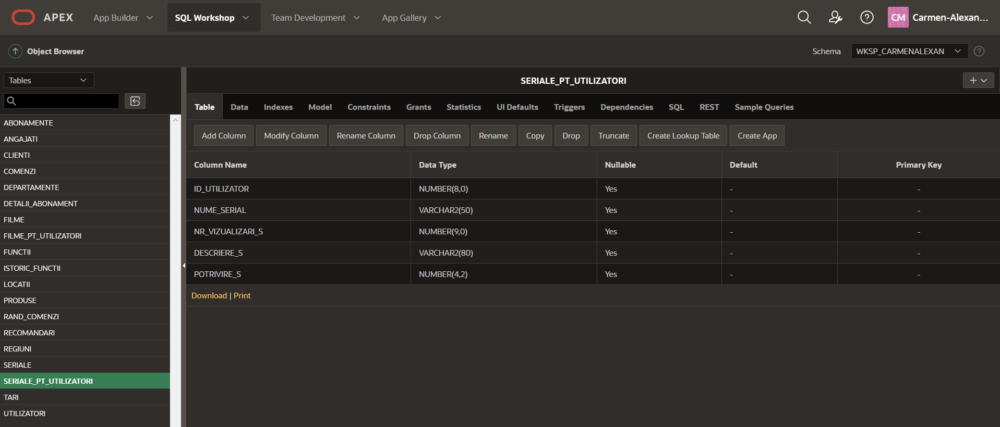 APEX App Builder SQL Workshop Team Development App Gallery CM Carmen-Alexan...
Object Browser Schema WKSP_CARMENALEXAN
Tables
SERIALE_PT_UTILIZATORI
Table Data Indexes Model Constraints Grants Statistics UI Defaults Triggers Dependencies SQL REST Sample Queries
Add Column Modify Column Rename Column Drop Column Rename Copy Drop Truncate Create Lookup Table Create App
Column Name Data Type Nullable Default Primary Key
ID_UTILIZATOR NUMBER(8,0) Yes - -
NUME_SERIAL VARCHAR2(50) Yes - -
NR_VIZUALIZARI_S NUMBER(9,0) Yes - -
DESCRIERE_S VARCHAR2(80) Yes - -
POTRIVIRE_S NUMBER(4,2) Yes - -
Download | Print
ABONAMENTE
ANGAJATI
CLIENTI
COMENZI
DEPARTAMENTE
DETALII_ABONAMENT
FILME
FILME_PT_UTILIZATORI
FUNCTII
ISTORIC_FUNCTII
LOCATII
PRODUSE
RAND_COMENZI
RECOMANDARI
REGIUNI
SERIALE
SERIALE_PT_UTILIZATORI
TARI
UTILIZATORI